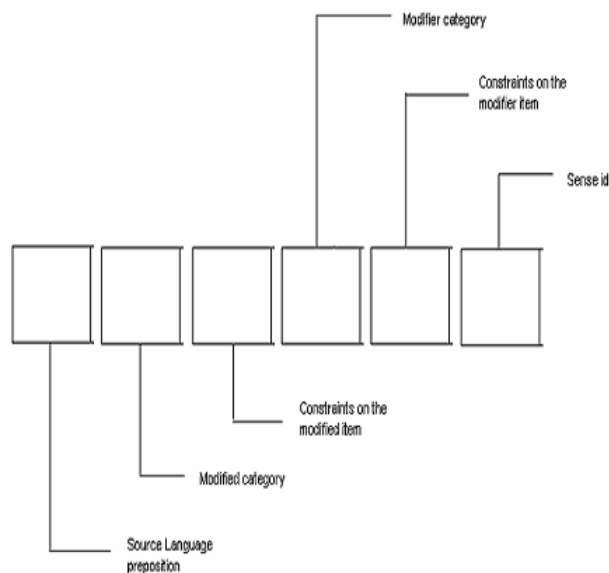 Modifier category
Constraints on the
modifier item
Sense id
Constraints on the
modified item
Modified category
Source Language
preposition